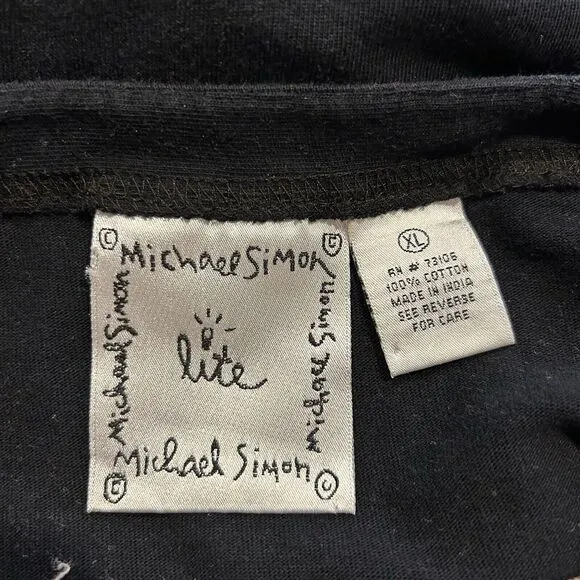 © Michael Simon ©
Michael Simon
lite
Michael Simon
© Michael Simon ©
XL
RN # 73106
100% COTTON
MADE IN INDIA
SEE REVERSE
FOR CARE